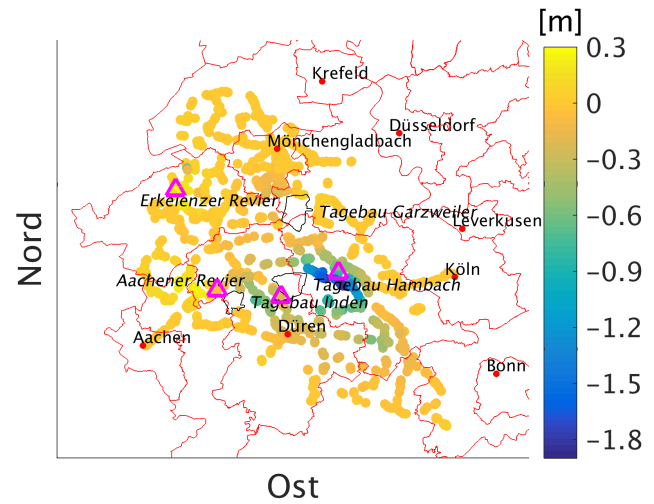 [m]
0.3
0
−0.3
−0.6
−0.9
−1.2
−1.5
−1.8
Krefeld
Düsseldorf
Mönchengladbach
Erkelenzer Revier
Tagebau Garzweiler
Leverkusen
Aachener Revier
Tagebau Hambach
Köln
Tagebau Inden
Düren
Aachen
Bonn
Nord
Ost